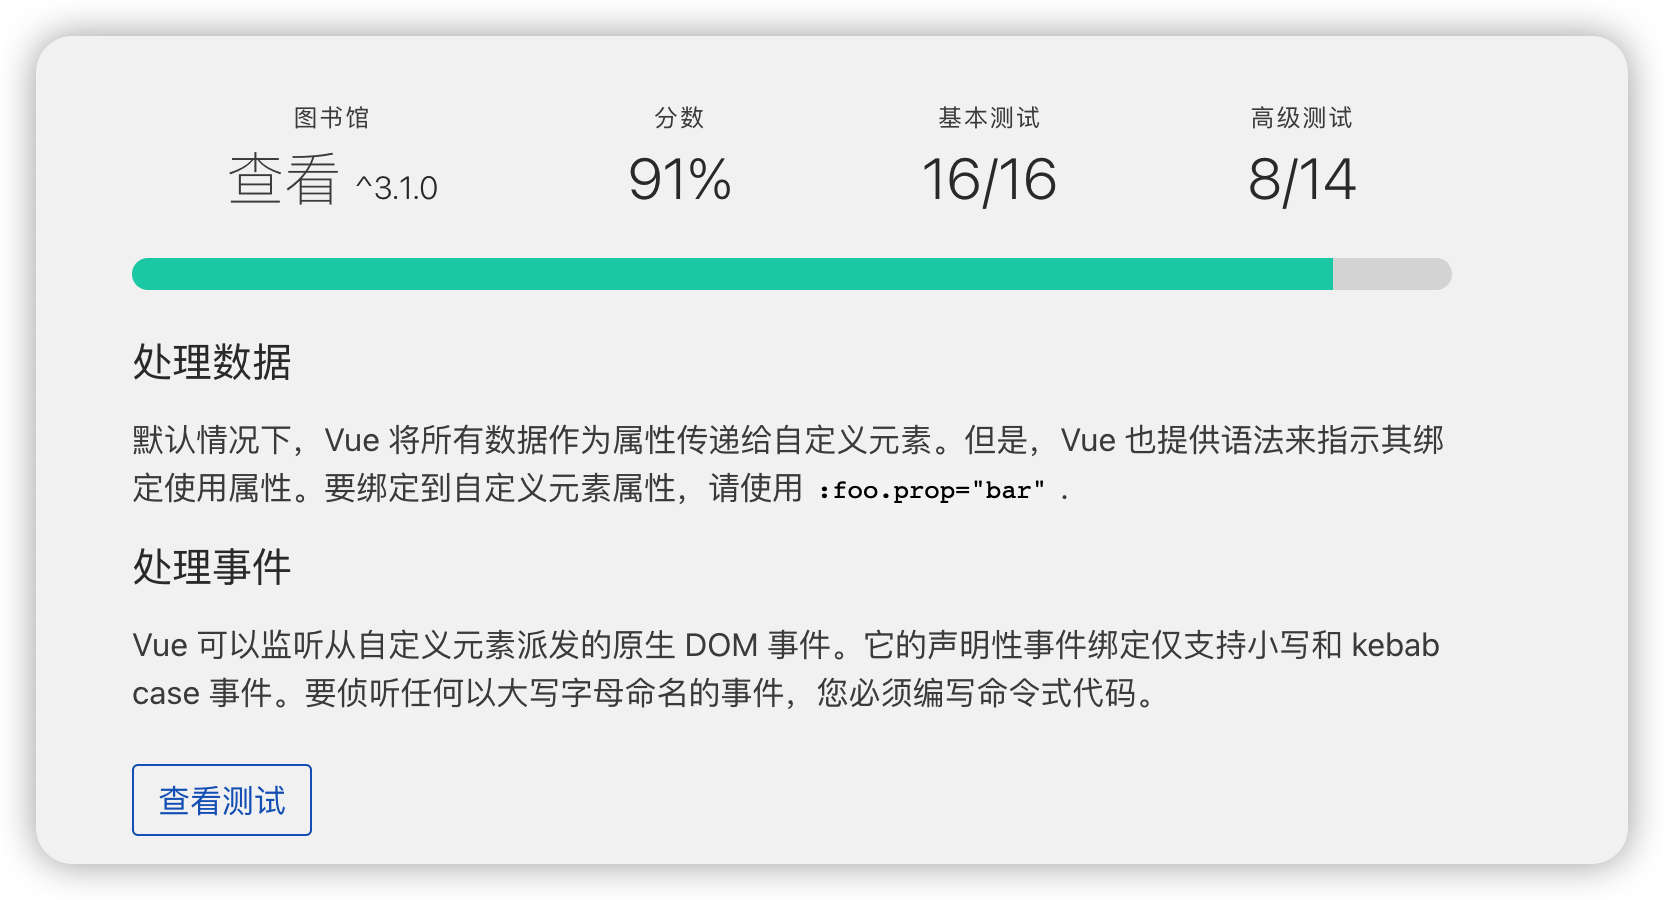 图书馆
查看 ^3.1.0
分数
91%
基本测试
16/16
高级测试
8/14
处理数据
默认情况下，Vue 将所有数据作为属性传递给自定义元素。但是，Vue 也提供语法来指示其绑
定使用属性。要绑定到自定义元素属性，请使用 :foo.prop="bar" .
处理事件
Vue 可以监听从自定义元素派发的原生 DOM 事件。它的声明性事件绑定仅支持小写和 kebab
case 事件。要侦听任何以大写字母命名的事件，您必须编写命令式代码。
查看测试